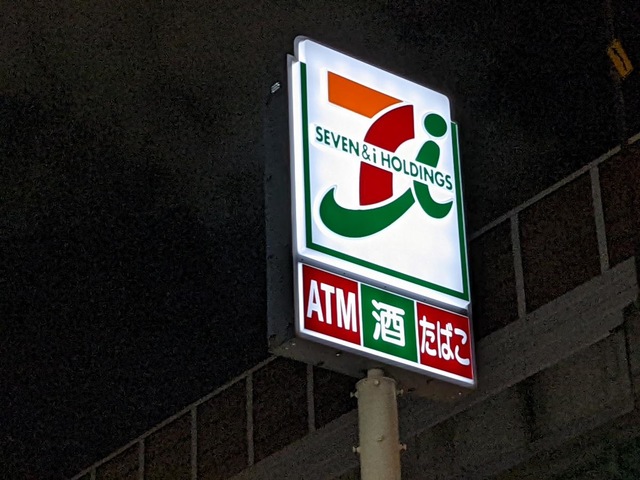 SEVEN & i HOLDINGS
ATM 酒 たばこ